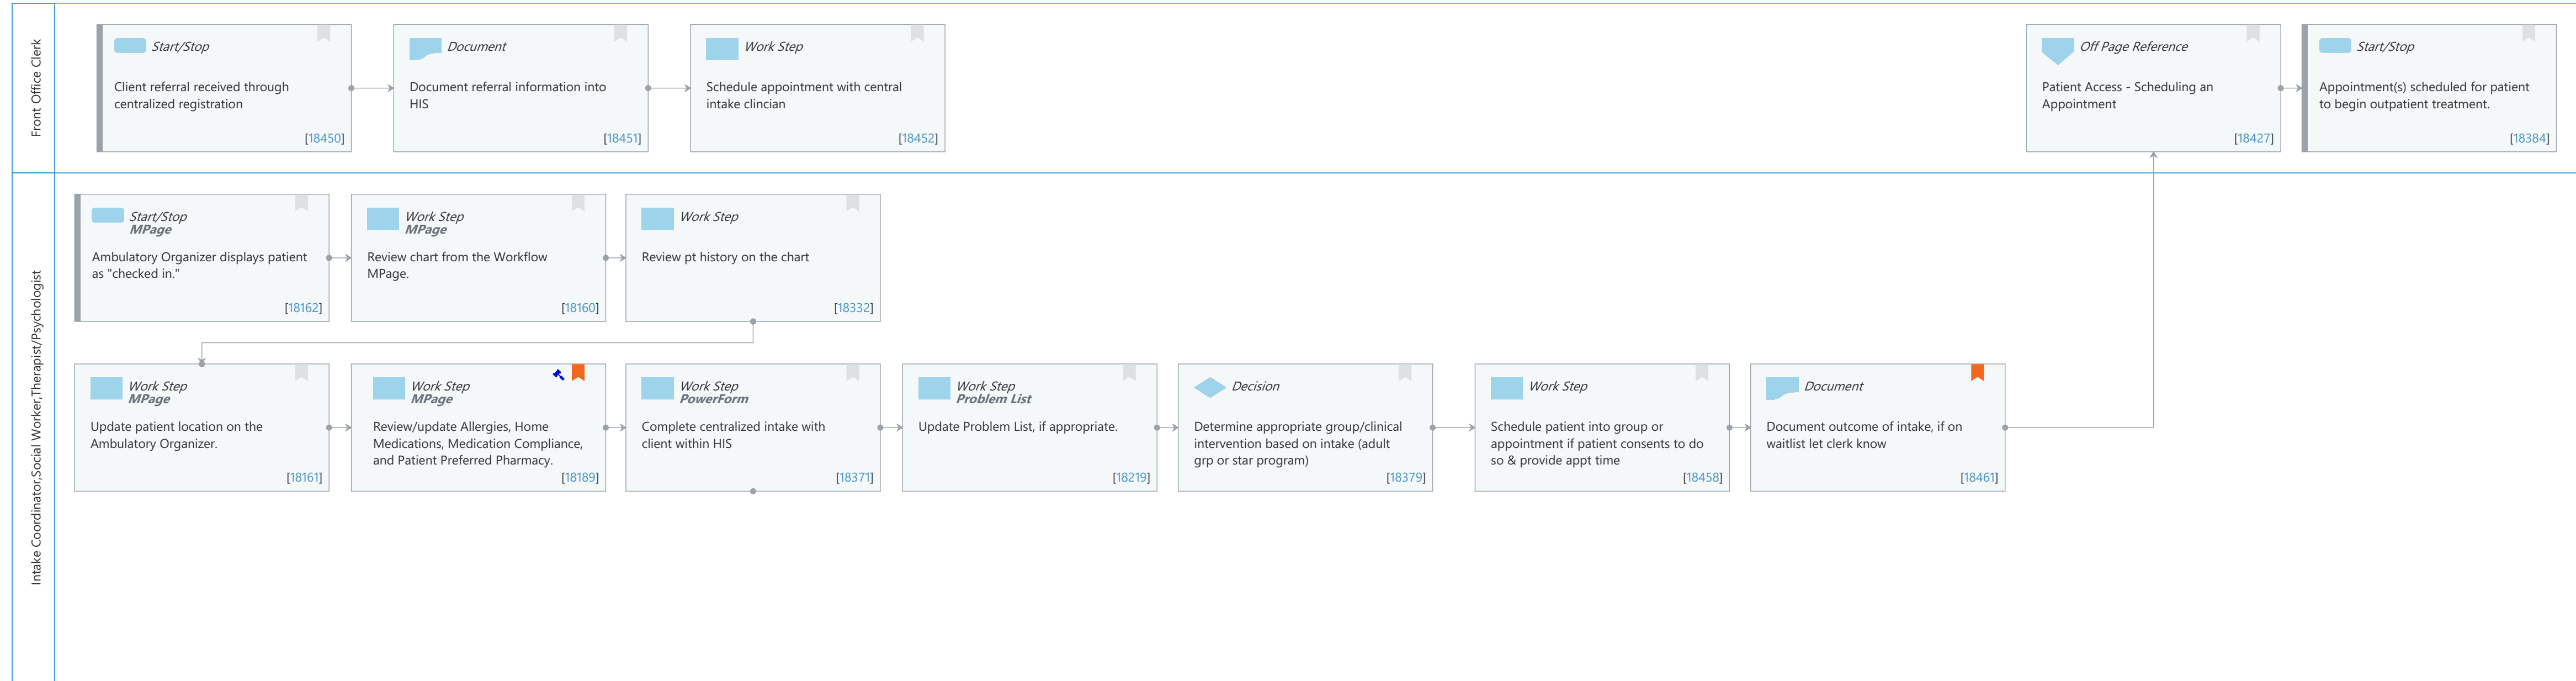 Front Office Clerk
Start/Stop
Client referral received through
centralized registration
[18450]
Document
Document referral information into
HIS
[18451]
Work Step
Schedule appointment with central
intake clincian
[18452]
Off Page Reference
Patient Access - Scheduling an
Appointment
[18427]
Start/Stop
Appointment(s) scheduled for patient
to begin outpatient treatment.
[18384]
Intake Coordinator,Social Worker,Therapist/Psychologist
Start/Stop
MPage
Ambulatory Organizer displays patient
as "checked in."
[18162]
Work Step
MPage
Review chart from the Workflow
MPage.
[18160]
Work Step
Review pt history on the chart
[18332]
Work Step
MPage
Update patient location on the
Ambulatory Organizer.
[18161]
Work Step
MPage
Review/update Allergies, Home
Medications, Medication Compliance,
and Patient Preferred Pharmacy.
[18189]
Work Step
PowerForm
Complete centralized intake with
client within HIS
[18371]
Work Step
Problem List
Update Problem List, if appropriate.
[18219]
Decision
Determine appropriate group/clinical
intervention based on intake (adult
grp or star program)
[18379]
Work Step
Schedule patient into group or
appointment if patient consents to do
so & provide appt time
[18458]
Document
Document outcome of intake, if on
waitlist let clerk know
[18461]